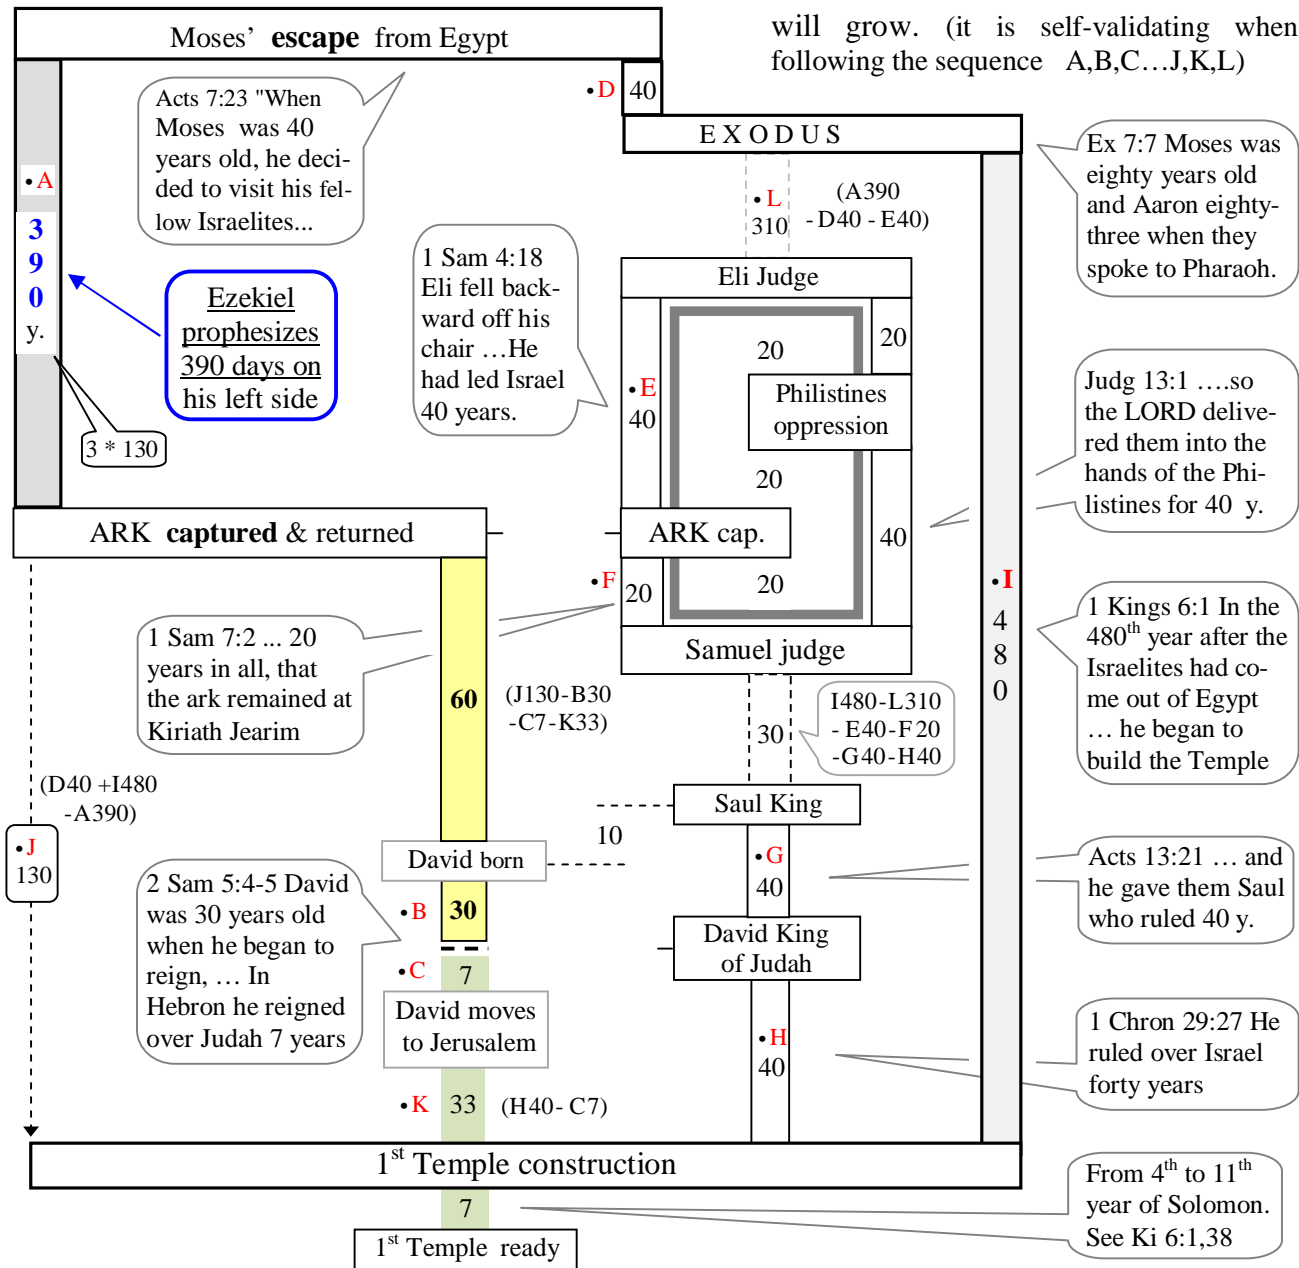 will grow. (it is self-validating when
following the sequence A,B,C…J,K,L)
Moses' escape from Egypt
• D
40
E X O D U S
Acts 7:23 "When
Moses was 40
years old, he deci-
ded to visit his fel-
low Israelites...
Ex 7:7 Moses was
eighty years old
and Aaron eighty-
three when they
spoke to Pharaoh.
• A
3
9
0
y.
• L
310
(A390
- D40 - E40)
1 Sam 4:18
Eli fell back-
ward off his
chair …He
had led Israel
40 years.
Ezekiel
prophesizes
390 days on
his left side
3 * 130
Eli Judge
20
20
• E
40
Philistines
oppression
20
40
Judg 13:1 ….so
the LORD delive-
red them into the
hands of the Phi-
listines for 40 y.
ARK captured & returned
ARK cap.
• F
20
20
Samuel judge
• I
4
8
0
1 Sam 7:2 ... 20
years in all, that
the ark remained at
Kiriath Jearim
60
(J130-B30
-C7-K33)
30
I480-L310
- E40-F20
-G40-H40
1 Kings 6:1 In the
480th year after the
Israelites had co-
me out of Egypt
… he began to
build the Temple
(D40 +I480
-A390)
• J
130
Saul King
10
David born
• G
40
Acts 13:21 … and
he gave them Saul
who ruled 40 y.
2 Sam 5:4-5 David
was 30 years old
when he began to
reign, … In
Hebron he reigned
over Judah 7 years
• B
30
• C
7
David King
of Judah
David moves
to Jerusalem
• H
40
1 Chron 29:27 He
ruled over Israel
forty years
• K
33
(H40- C7)
1st Temple construction
7
1st Temple ready
From 4th to 11th
year of Solomon.
See Ki 6:1,38